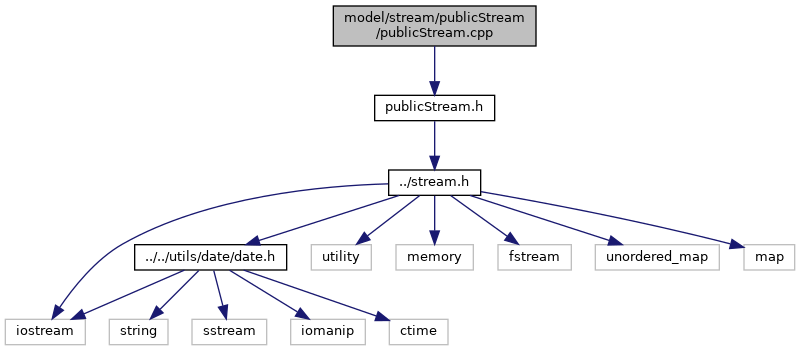 model/stream/publicStream
/publicStream.cpp
publicStream.h
../stream.h
../../utils/date/date.h
utility
memory
fstream
unordered_map
map
iostream
string
sstream
iomanip
ctime